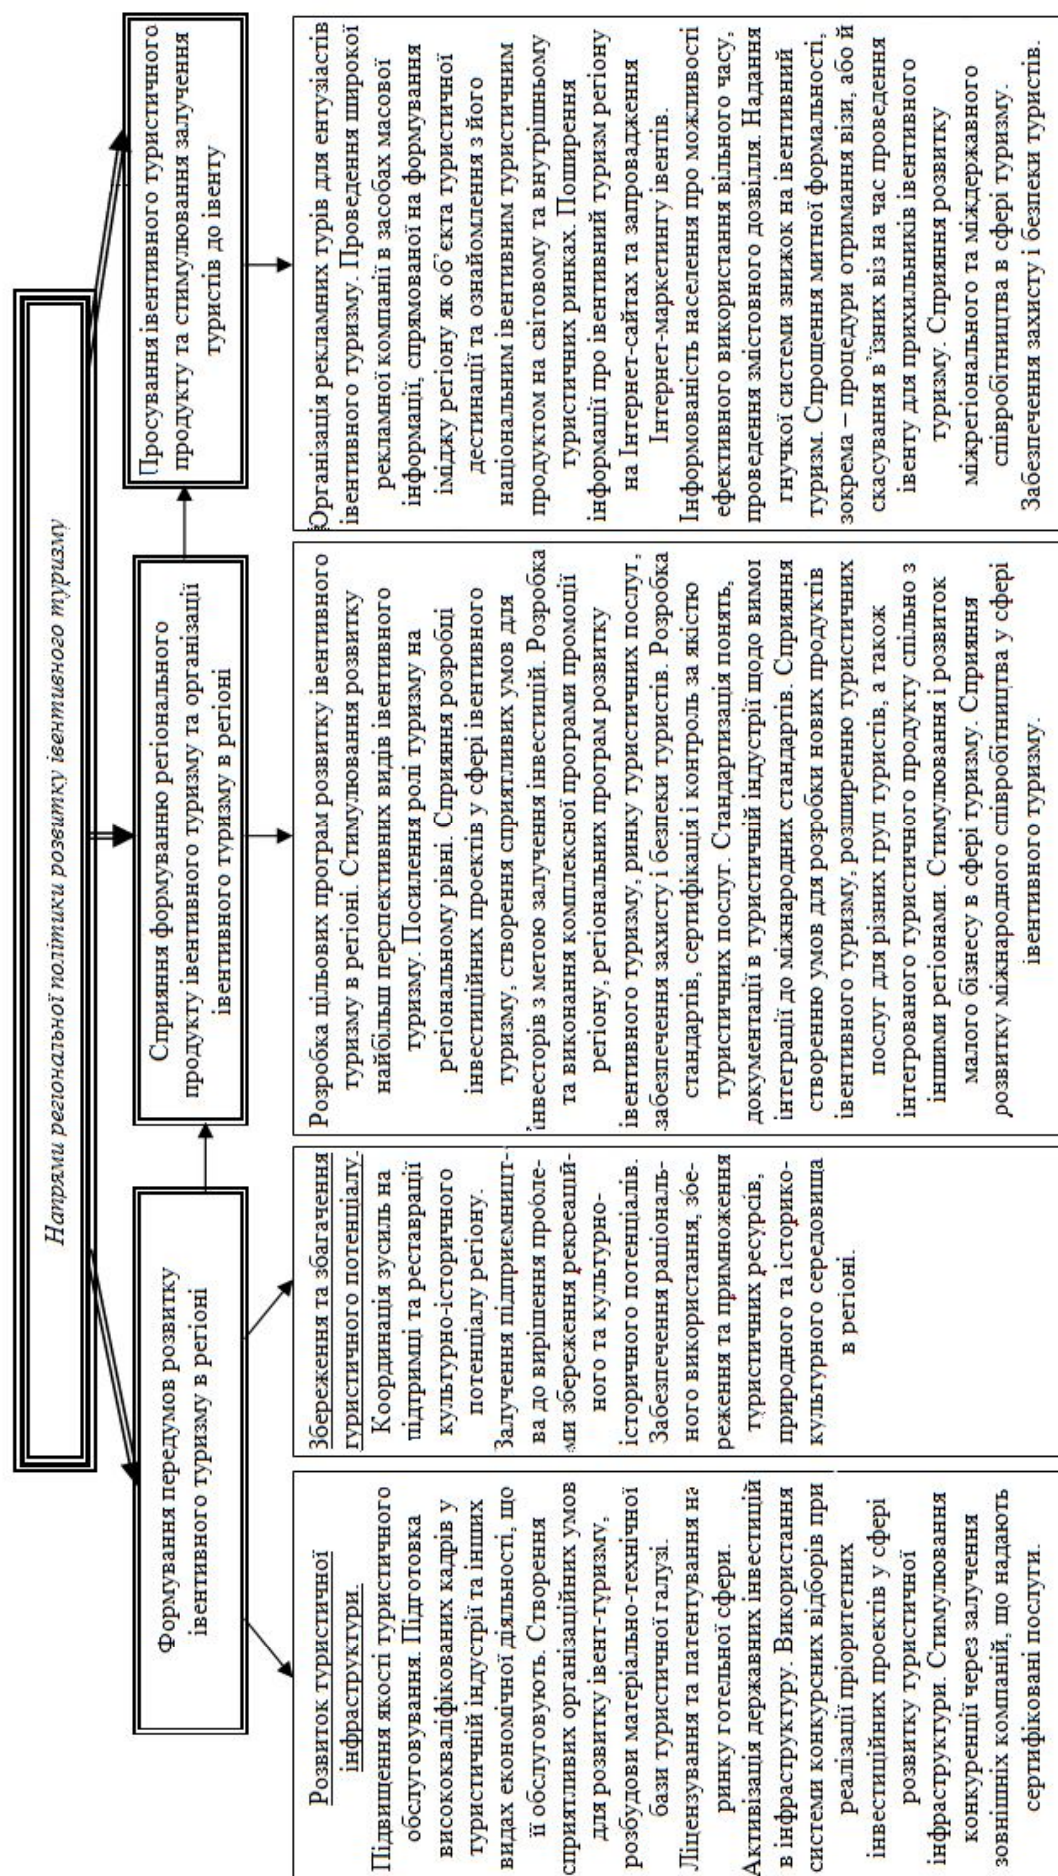 Напрями регіональної політики розвитку івентивного туризму
Формування передумов розвитку
івентивного туризму в регіоні
Сприяння формуванню регіонального
продукту івентивного туризму та організації
івентивного туризму в регіоні
Просування івентивного туристичного
продукту та стимулювання залучення
туристів до івенту
Розвиток туристичної
інфраструктури.
Підвищення якості туристичного
обслуговування. Підготовка
висококваліфікованих кадрів у
туристичній індустрії та інших
видах економічної діяльності, що
її обслуговують. Створення
сприятливих організаційних умов
для розвитку івент-туризму,
розбудови матеріально-технічної
бази туристичної галузі.
Ліцензування та патентування на
ринку готельної сфери.
Активізація державних інвестицій
в інфраструктуру. Використання
системи конкурсних відборів при
реалізації пріоритетних
інвестиційних проектів у сфері
розвитку туристичної
інфраструктури. Стимулювання
конкуренції через залучення
зовнішніх компаній, що надають
сертифіковані послуги.
Збереження та збагачення
туристичного потенціалу.
Координація зусиль на
підтримці та реставрації
культурно-історичного
потенціалу регіону.
Залучення підприємницт-
ва до вирішення пробле-
ми збереження рекреацій-
ного та культурно-
історичного потенціалів.
Забезпечення раціональ-
ного використання, збе-
реження та примноження
туристичних ресурсів,
природного та історико-
культурного середовища
в регіоні.
Розробка цільових програм розвитку івентивного
туризму в регіоні. Стимулювання розвитку
найбільш перспективних видів івентивного
туризму. Посилення ролі туризму на
регіональному рівні. Сприяння розробці
інвестиційних проектів у сфері івентивного
туризму, створення сприятливих умов для
інвесторів з метою залучення інвестицій. Розробка
та виконання комплексної програми промоції
регіону, регіональних програм розвитку
івентивного туризму, ринку туристичних послуг,
забезпечення захисту і безпеки туристів. Розробка
стандартів, сертифікація і контроль за якістю
туристичних послуг. Стандартизація понять,
документації в туристичній індустрії щодо вимог
інтеграції до міжнародних стандартів. Сприяння
створенню умов для розробки нових продуктів
івентивного туризму, розширенню туристичних
послуг для різних груп туристів, а також
інтегрованого туристичного продукту спільно з
іншими регіонами. Стимулювання і розвиток
малого бізнесу в сфері туризму. Сприяння
розвитку міжнародного співробітництва у сфері
івентивного туризму.
Організація рекламних турів для ентузіастів
івентивного туризму. Проведення широкої
рекламної компанії в засобах масової
інформації, спрямованої на формування
іміджу регіону як об'єкта туристичної
дестинації та ознайомлення з його
національним івентивним туристичним
продуктом на світовому та внутрішньому
туристичних ринках. Поширення
інформації про івентивний туризм регіону
на Інтернет-сайтах та запровадження
Інтернет-маркетингу івентів.
Інформованість населення про можливості
ефективного використання вільного часу,
проведення змістовного дозвілля. Надання
гнучкої системи знижок на івентивний
туризм. Спрощення митної формальності,
зокрема – процедури отримання візи, або й
скасування в'їзних віз на час проведення
івенту для прихильників івентивного
туризму. Сприяння розвитку
міжрегіонального та міждержавного
співробітництва в сфері туризму.
Забезпечення захисту і безпеки туристів.